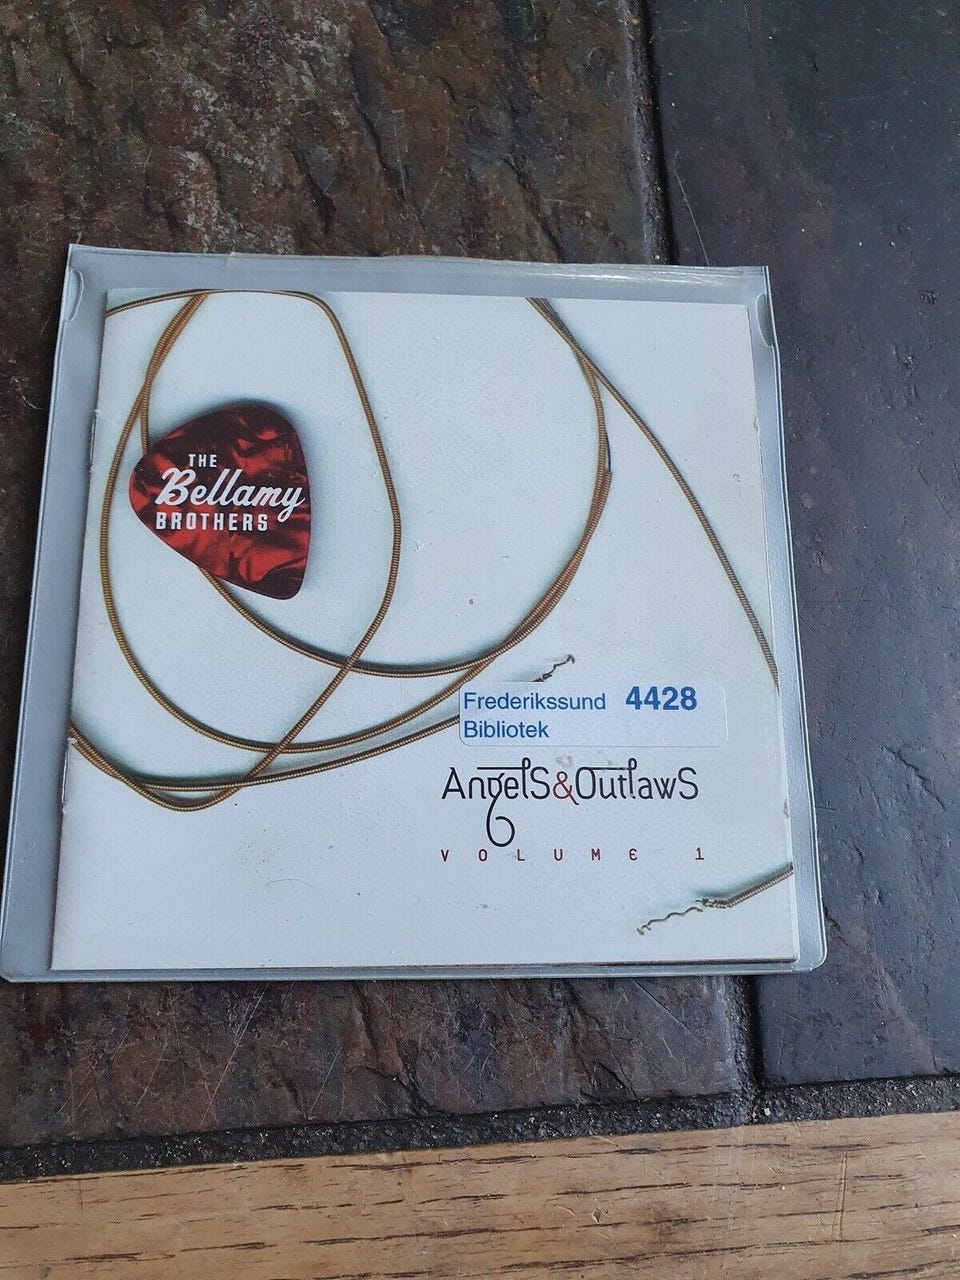 THE
Bellamy
BROTHERS
Frederikssund 4428
Bibliotek
AngelS&OutlawS
VOLUME 1